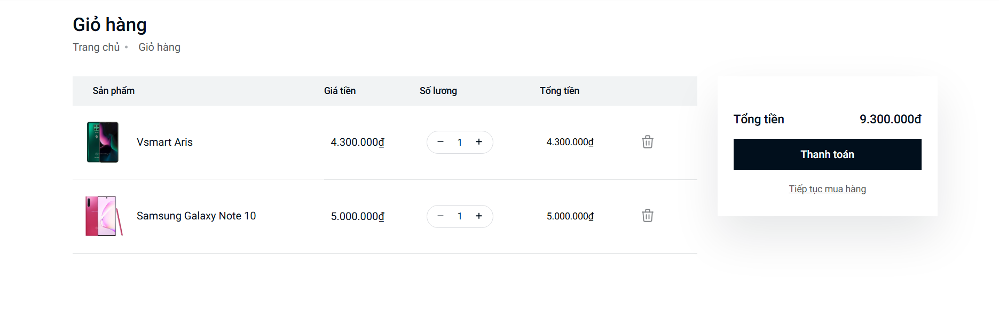 Giỏ hàng
Trang chủ • Giỏ hàng
Sản phẩm Giá tiền Số lương Tổng tiền
Vsmart Aris 4.300.000₫ − 1 + 4.300.000₫
Samsung Galaxy Note 10 5.000.000₫ − 1 + 5.000.000₫
Tổng tiền 9.300.000đ
Thanh toán
Tiếp tục mua hàng